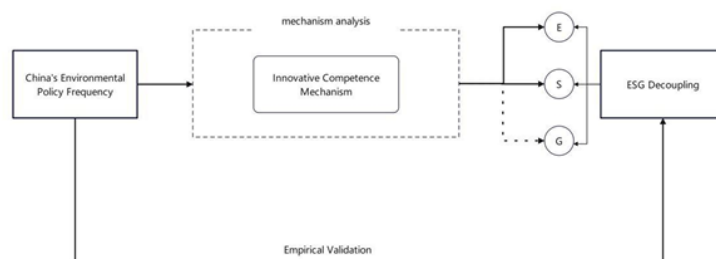 mechanism analysis
China's Environmental
Policy Frequency
Innovative Competence
Mechanism
E
S
G
ESG Decoupling
Empirical Validation